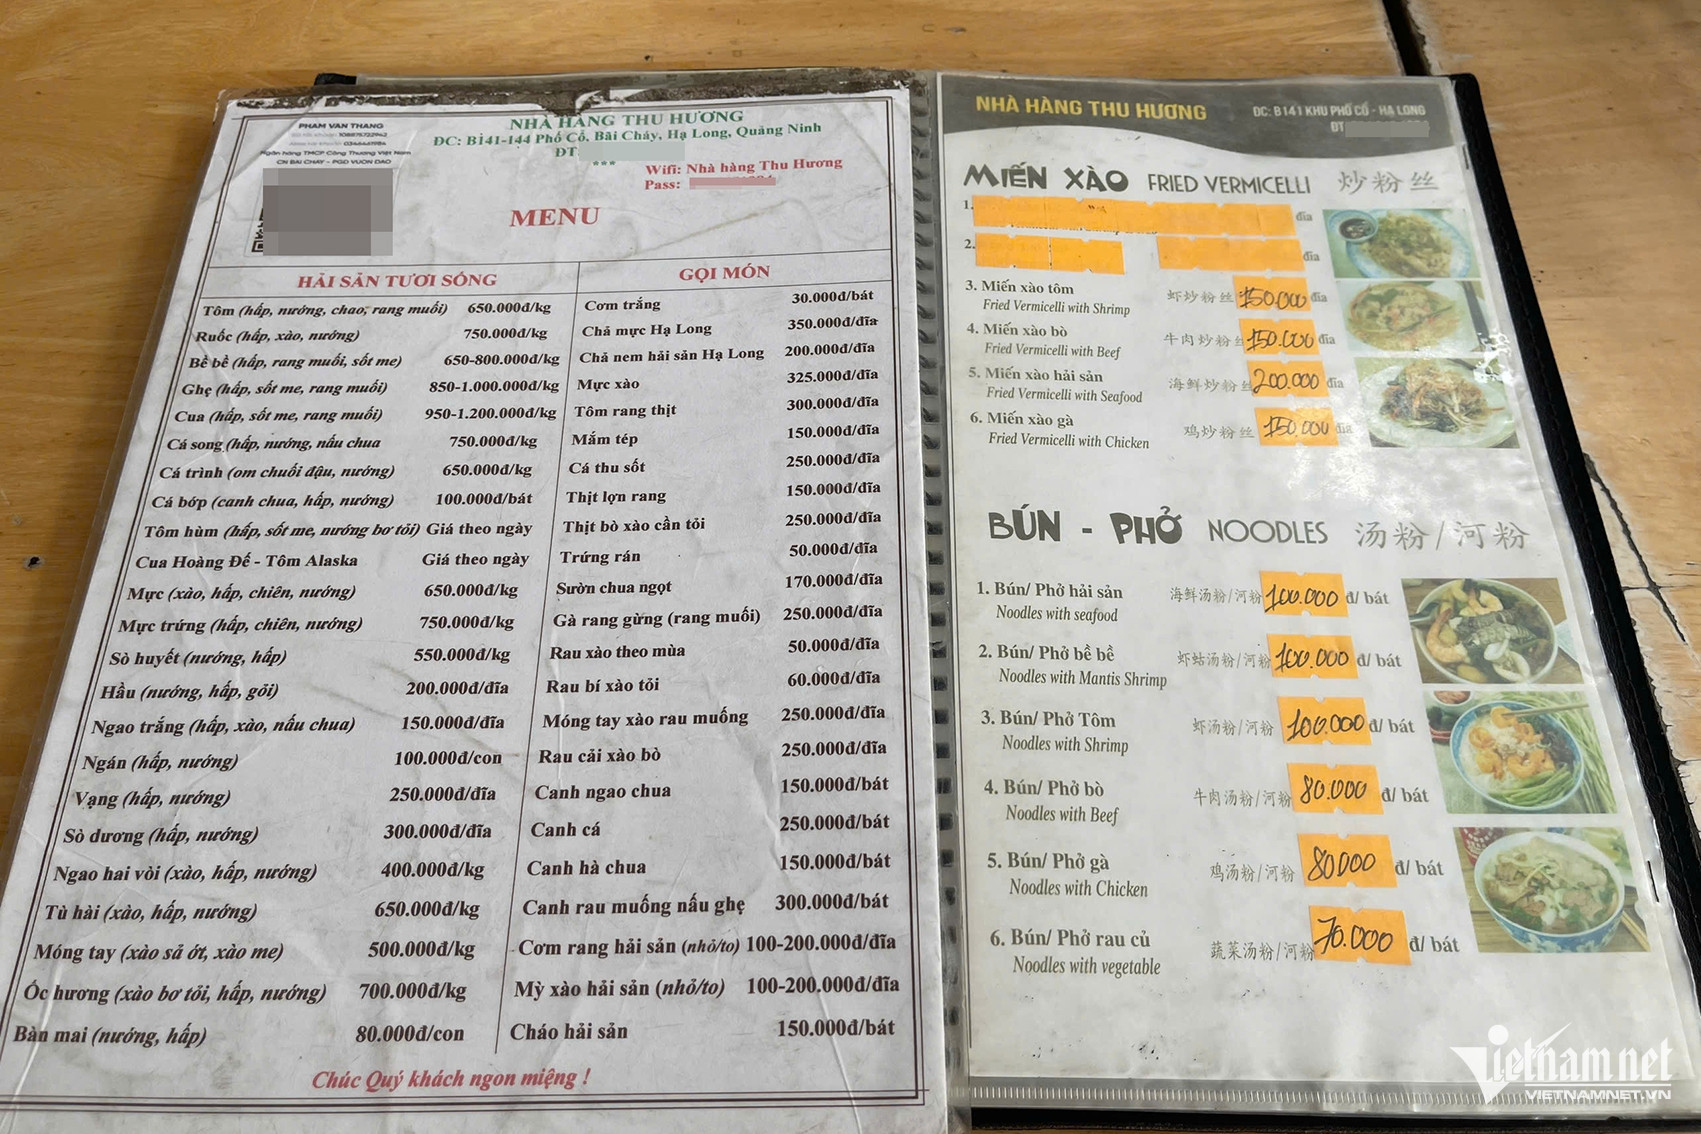 PHAM VAN THANG
108875722962
0346461984
Ngân hàng TMCP Công Thương Việt Nam
CN BAI CHAY - PGD VUON DAO
NHÀ HÀNG THU HƯƠNG
ĐC: B141-144 Phố Cổ, Bãi Cháy, Hạ Long, Quảng Ninh
ĐT:
***
Wifi: Nhà hàng Thu Hương
Pass:
MENU
HẢI SẢN TƯƠI SỐNG
Tôm (hấp, nướng, chao, rang muối) 650.000đ/kg
Ruốc (hấp, xào, nướng) 750.000đ/kg
Bề bề (hấp, rang muối, sốt me) 650-800.000đ/kg
Ghẹ (hấp, sốt me, rang muối) 850-1.000.000đ/kg
Cua (hấp, sốt me, rang muối) 950-1.200.000đ/kg
Cá song (hấp, nướng, nấu chua 750.000đ/kg
Cá trình (om chuối đậu, nướng) 650.000đ/kg
Cá bớp (canh chua, hấp, nướng) 100.000đ/bát
Tôm hùm (hấp, sốt me, nướng bơ tỏi) Giá theo ngày
Cua Hoàng Đế - Tôm Alaska Giá theo ngày
Mực (xào, hấp, chiên, nướng) 650.000đ/kg
Mực trứng (hấp, chiên, nướng) 750.000đ/kg
Sò huyết (nướng, hấp) 550.000đ/kg
Hầu (nướng, hấp, gỏi) 200.000đ/đĩa
Ngao trắng (hấp, xào, nấu chua) 150.000đ/đĩa
Ngán (hấp, nướng) 100.000đ/con
Vạng (hấp, nướng) 250.000đ/đĩa
Sò dương (hấp, nướng) 300.000đ/đĩa
Ngao hai vòi (xào, hấp, nướng) 400.000đ/kg
Tù hài (xào, hấp, nướng) 650.000đ/kg
Móng tay (xào sả ớt, xào me) 500.000đ/kg
Ốc hương (xào bơ tỏi, hấp, nướng) 700.000đ/kg
Bàn mai (nướng, hấp) 80.000đ/con
GỌI MÓN
Cơm trắng 30.000đ/bát
Chả mực Hạ Long 350.000đ/đĩa
Chả nem hải sản Hạ Long 200.000đ/đĩa
Mực xào 325.000đ/đĩa
Tôm rang thịt 300.000đ/đĩa
Mắm tép 150.000đ/đĩa
Cá thu sốt 250.000đ/đĩa
Thịt lợn rang 150.000đ/đĩa
Thịt bò xào cần tỏi 250.000đ/đĩa
Trứng rán 50.000đ/đĩa
Sườn chua ngọt 170.000đ/đĩa
Gà rang gừng (rang muối) 250.000đ/đĩa
Rau xào theo mùa 50.000đ/đĩa
Rau bí xào tỏi 60.000đ/đĩa
Móng tay xào rau muống 250.000đ/đĩa
Rau cải xào bò 250.000đ/đĩa
Canh ngao chua 150.000đ/bát
Canh cá 250.000đ/bát
Canh hà chua 150.000đ/bát
Canh rau muống nấu ghẹ 300.000đ/bát
Cơm rang hải sản (nhỏ/to) 100-200.000đ/đĩa
Mỳ xào hải sản (nhỏ/to) 100-200.000đ/đĩa
Cháo hải sản 150.000đ/bát
Chúc Quý khách ngon miệng !
NHÀ HÀNG THU HƯƠNG
ĐC: B141 KHU PHỐ CỔ - HẠ LONG
ĐT
MIẾN XÀO FRIED VERMICELLI 炒粉丝
1. đĩa
2. đĩa
3. Miến xào tôm 虾炒粉丝 150.000 đĩa
Fried Vermicelli with Shrimp
4. Miến xào bò 牛肉炒粉丝 150.000 đĩa
Fried Vermicelli with Beef
5. Miến xào hải sản 海鲜炒粉丝 200.000 đĩa
Fried Vermicelli with Seafood
6. Miến xào gà 鸡炒粉丝 150.000 đĩa
Fried Vermicelli with Chicken
BÚN - PHỞ NOODLES 汤粉/河粉
1. Bún/ Phở hải sản 海鲜汤粉/河粉 100.000 đ/ bát
Noodles with seafood
2. Bún/ Phở bề bề 虾蛄汤粉/河粉 100.000 đ/ bát
Noodles with Mantis Shrimp
3. Bún/ Phở Tôm 虾汤粉/河粉 100.000 đ/ bát
Noodles with Shrimp
4. Bún/ Phở bò 牛肉汤粉/河粉 80.000 đ/ bát
Noodles with Beef
5. Bún/ Phở gà 鸡汤粉/河粉 80.000 đ/ bát
Noodles with Chicken
6. Bún/ Phở rau củ 蔬菜汤粉/河粉 70.000 đ/ bát
Noodles with vegetable
Vietnamnet
VIETNAMNET.VN